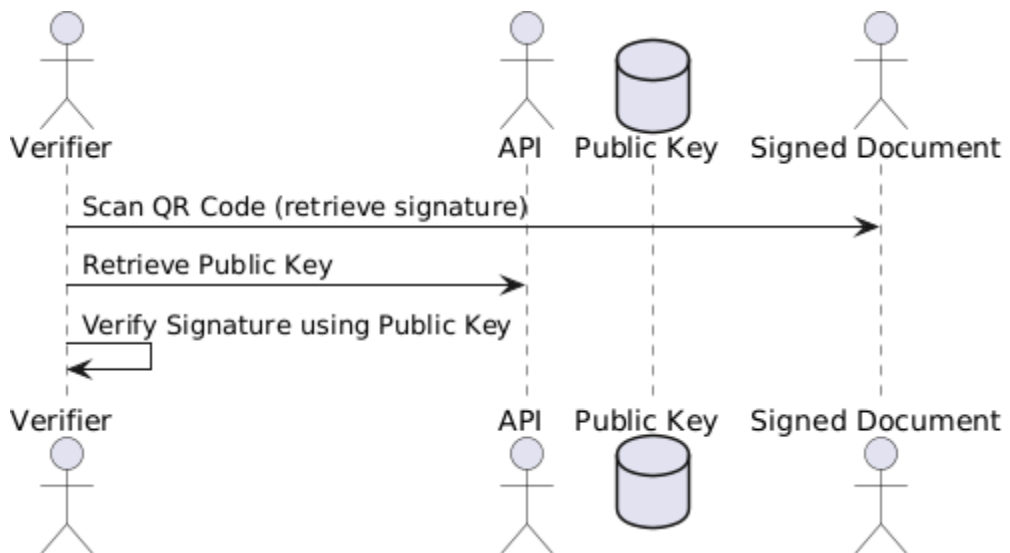 Verifier API Public Key Signed Document
Scan QR Code (retrieve signature)
Retrieve Public Key
Verify Signature using Public Key
Verifier API Public Key Signed Document